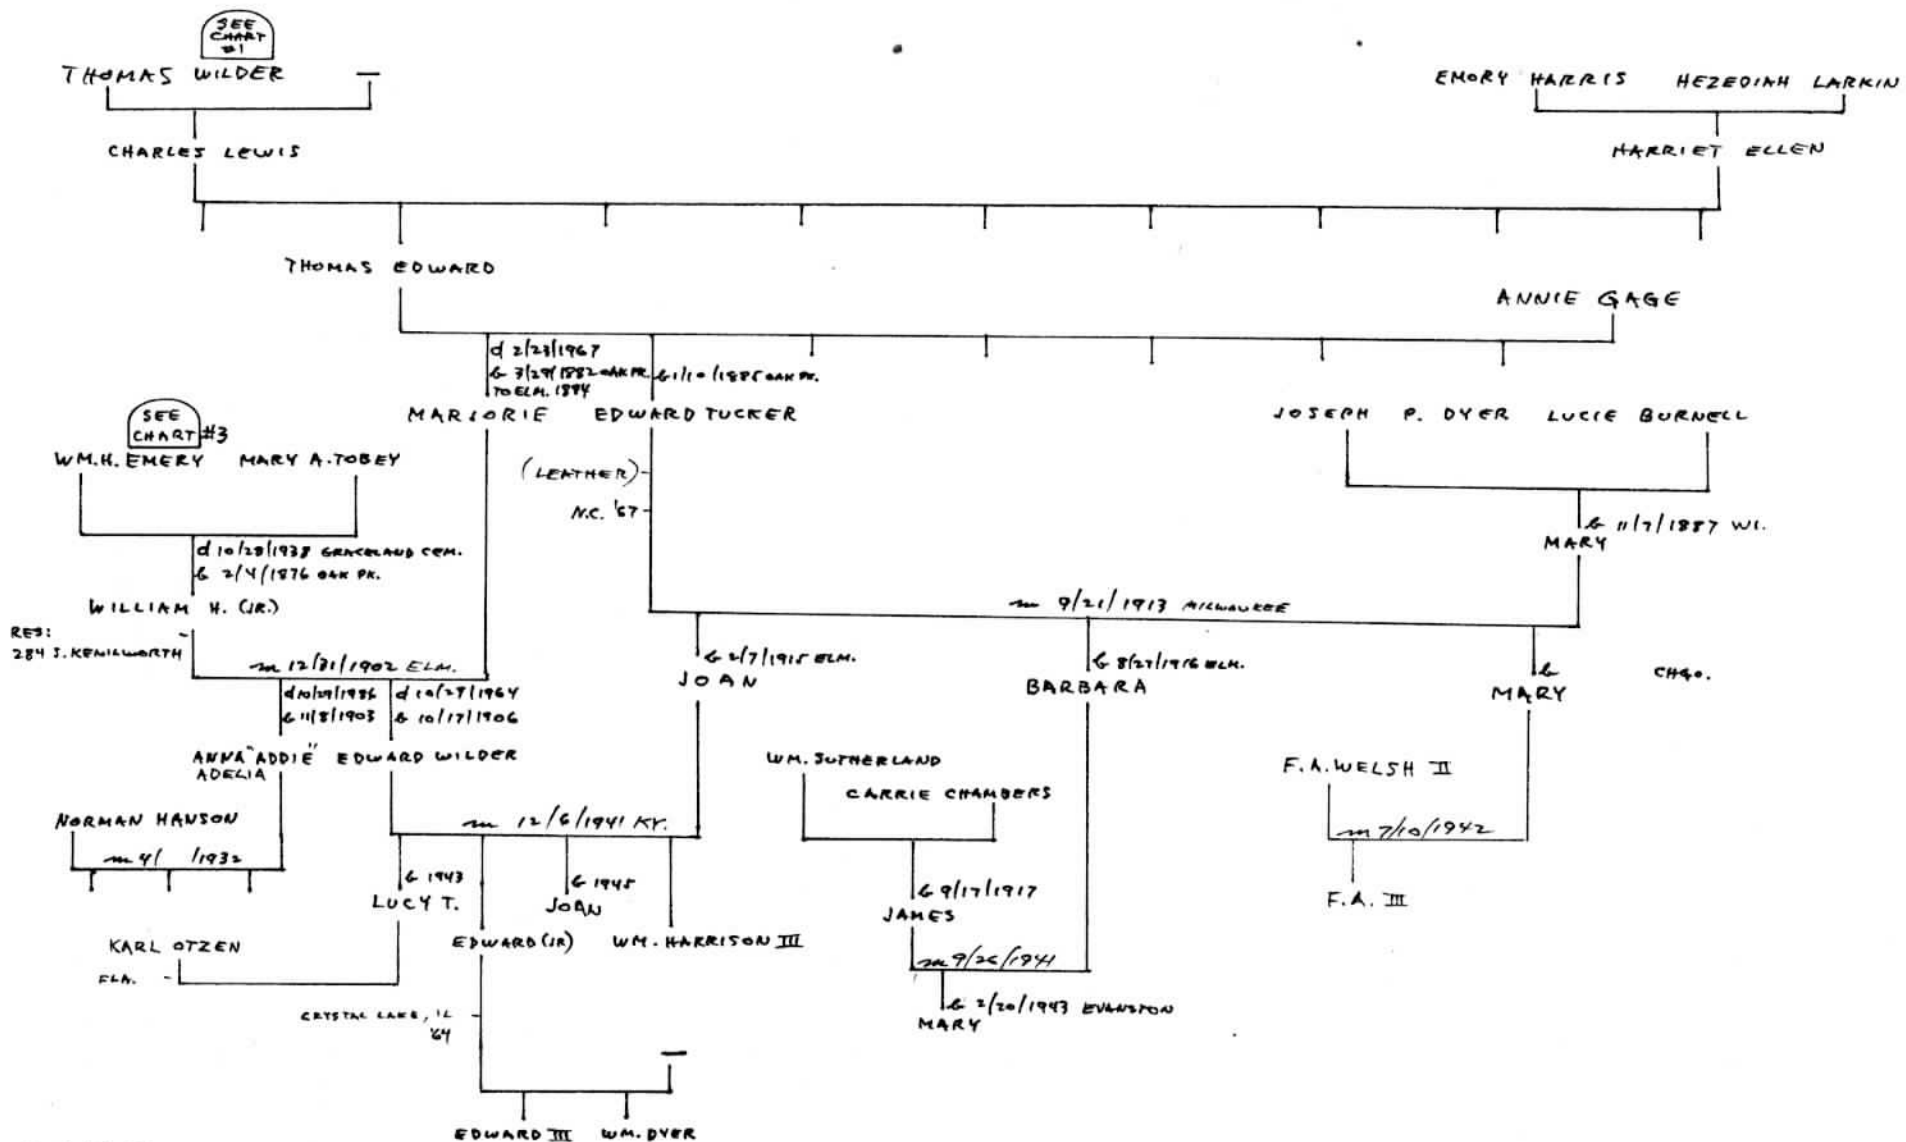 SEE
CHART
#1
THOMAS WILDER —
EMORY HARRIS HEZEDIAH LARKIN
CHARLES LEWIS
HARRIET ELLEN
THOMAS EDWARD
ANNIE GAGE
d 2/23/1967
b 3/29/1882 OAK PK.
TO ELM. 1894
b 1/10/1885 OAK PK.
MARJORIE EDWARD TUCKER
JOSEPH P. DYER LUCIE BURNELL
SEE
CHART #3
WM. H. EMERY MARY A. TOBEY
(LEATHER)
N.C. '67
b 11/7/1887 WI.
MARY
d 10/28/1938 GRACELAND CEM.
b 2/4/1876 OAK PK.
WILLIAM H. (JR.)
m 9/21/1913 MILWAUKEE
RES:
284 S. KENILWORTH
m 12/31/1902 ELM.
b 2/7/1915 ELM.
JOAN
b 8/27/1916 ELM.
BARBARA
b CHGO.
MARY
d 10/29/1986
b 11/8/1903
d 10/27/1964
b 10/17/1906
ANNA "ADDIE"
ADELIA
EDWARD WILDER
WM. SUTHERLAND
CARRIE CHAMBERS
F.A. WELSH II
NORMAN HANSON
m 4/ /1932
m 12/6/1941 KY.
m 7/10/1942
b 1943
LUCY T.
b 1945
JOAN
b 9/17/1917
JAMES
F.A. III
KARL OTZEN
EDWARD (JR) WM. HARRISON III
FLA.
m 9/26/1941
CRYSTAL LAKE, IL
'64
b 2/20/1943 EVANSTON
MARY
—
EDWARD III WM. DYER